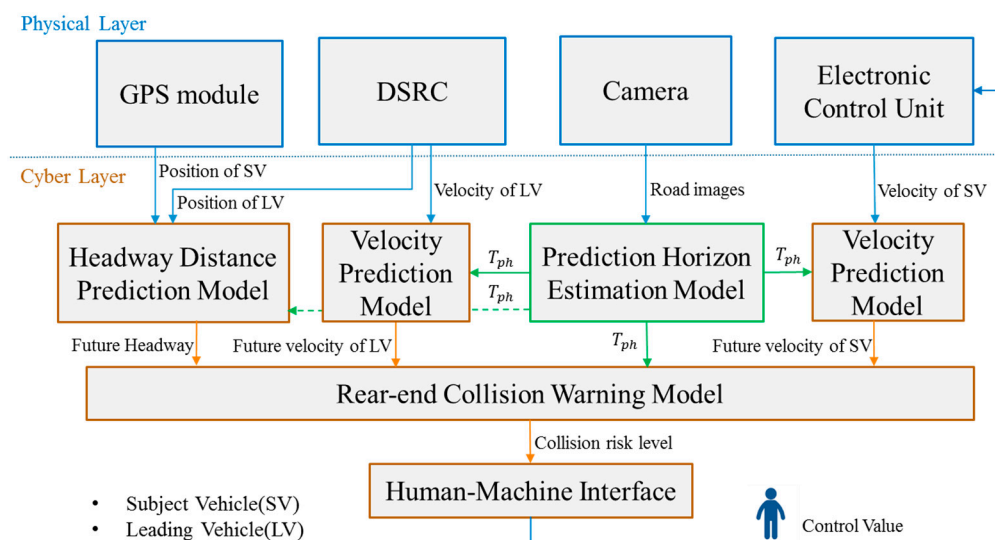 Physical Layer
GPS module
DSRC
Camera
Electronic
Control Unit
Cyber Layer
Position of SV
Position of LV
Velocity of LV
Road images
Velocity of SV
Headway Distance
Prediction Model
Velocity
Prediction
Model
T_ph
T_ph
Prediction Horizon
Estimation Model
T_ph
Velocity
Prediction
Model
Future Headway
Future velocity of LV
T_ph
Future velocity of SV
Rear-end Collision Warning Model
Collision risk level
Human-Machine Interface
• Subject Vehicle(SV)
• Leading Vehicle(LV)
Control Value